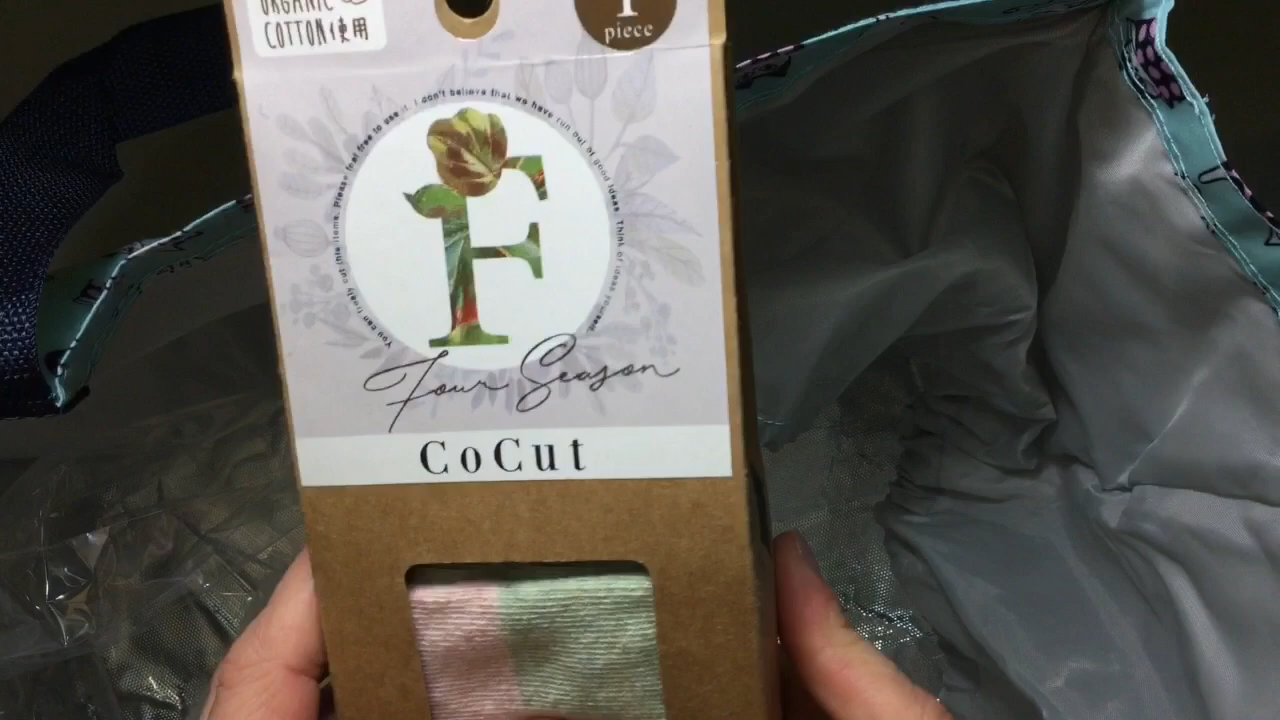 ORGANIC
COTTON使用
1
piece
You can freely cut this items. Please feel free to use it. I don't believe that we have run out of good ideas. Think of ideas yourself.
F
Four Season
CoCut